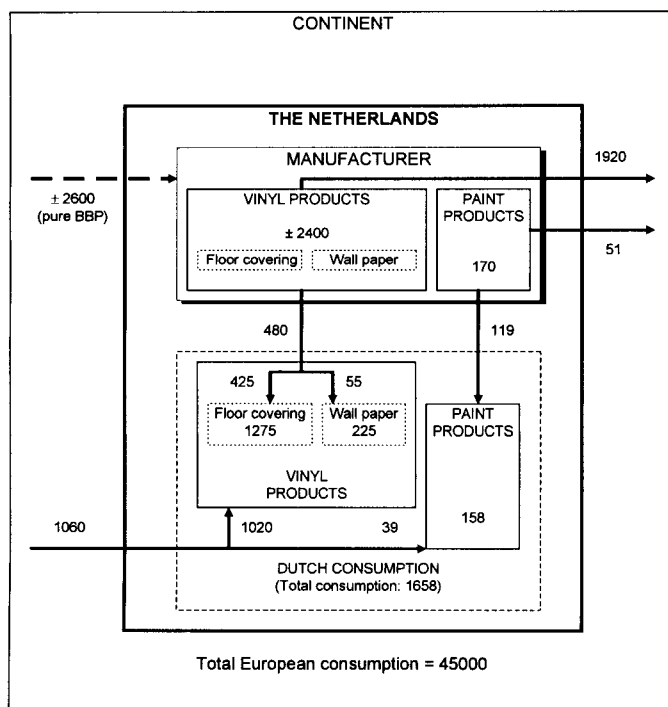 CONTINENT
THE NETHERLANDS
MANUFACTURER
1920
± 2600
(pure BBP)
VINYL PRODUCTS
± 2400
Floor covering
Wall paper
PAINT
PRODUCTS
170
51
480
119
425
55
Floor covering
1275
Wall paper
225
VINYL
PRODUCTS
PAINT
PRODUCTS
158
1060
1020
39
DUTCH CONSUMPTION
(Total consumption: 1658)
Total European consumption = 45000